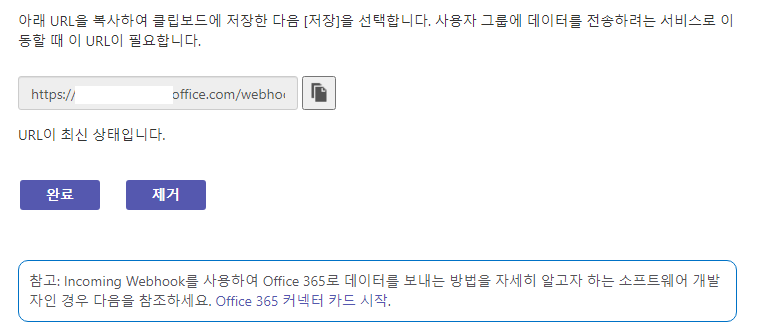 아래 URL을 복사하여 클립보드에 저장한 다음 [저장]을 선택합니다. 사용자 그룹에 데이터를 전송하려는 서비스로 이
동할 때 이 URL이 필요합니다.
https:// office.com/webhoo
URL이 최신 상태입니다.
완료 제거
참고: Incoming Webhook를 사용하여 Office 365로 데이터를 보내는 방법을 자세히 알고자 하는 소프트웨어 개발
자인 경우 다음을 참조하세요. Office 365 커넥터 카드 시작.